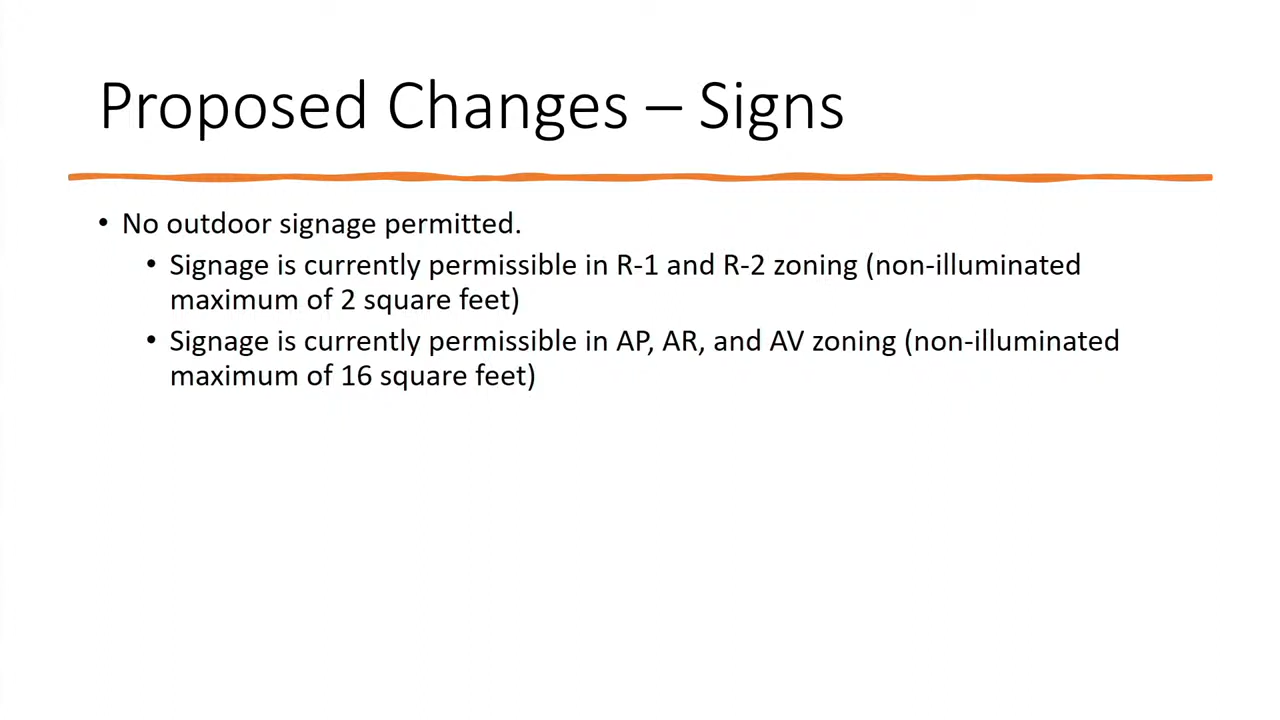 Proposed Changes – Signs
• No outdoor signage permitted.
• Signage is currently permissible in R-1 and R-2 zoning (non-illuminated
maximum of 2 square feet)
• Signage is currently permissible in AP, AR, and AV zoning (non-illuminated
maximum of 16 square feet)